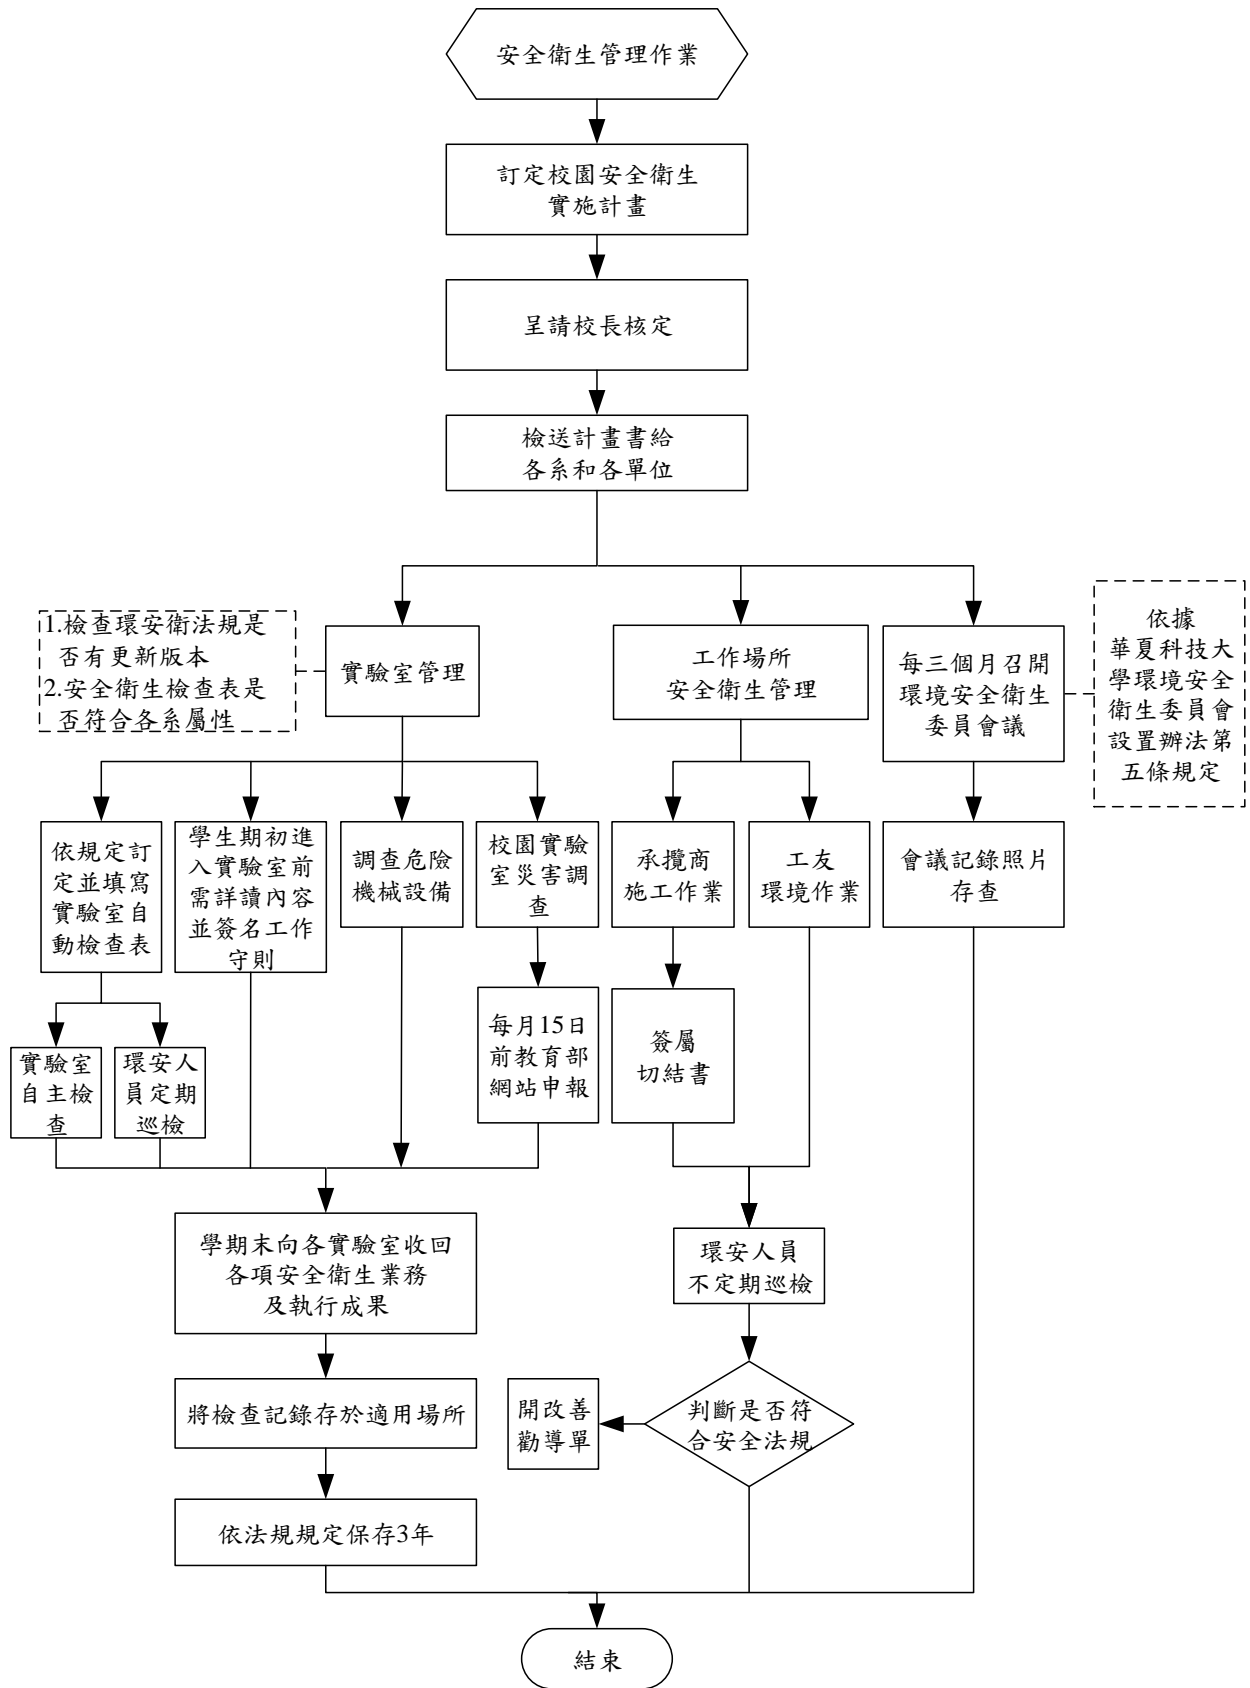 安全衛生管理作業
訂定校園安全衛生
實施計畫
呈請校長核定
檢送計畫書給
各系和各單位
1.檢查環安衛法規是
否有更新版本
2.安全衛生檢查表是
否符合各系屬性
實驗室管理
工作場所
安全衛生管理
每三個月召開
環境安全衛生
委員會議
依據
華夏科技大
學環境安全
衛生委員會
設置辦法第
五條規定
依規定訂
定並填寫
實驗室自
動檢查表
學生期初進
入實驗室前
需詳讀內容
並簽名工作
守則
調查危險
機械設備
校園實驗
室災害調
查
承攬商
施工作業
工友
環境作業
會議記錄照片
存查
實驗室
自主檢
查
環安人
員定期
巡檢
每月15日
前教育部
網站申報
簽屬
切結書
學期末向各實驗室收回
各項安全衛生業務
及執行成果
環安人員
不定期巡檢
將檢查記錄存於適用場所
開改善
勸導單
判斷是否符
合安全法規
依法規規定保存3年
結束